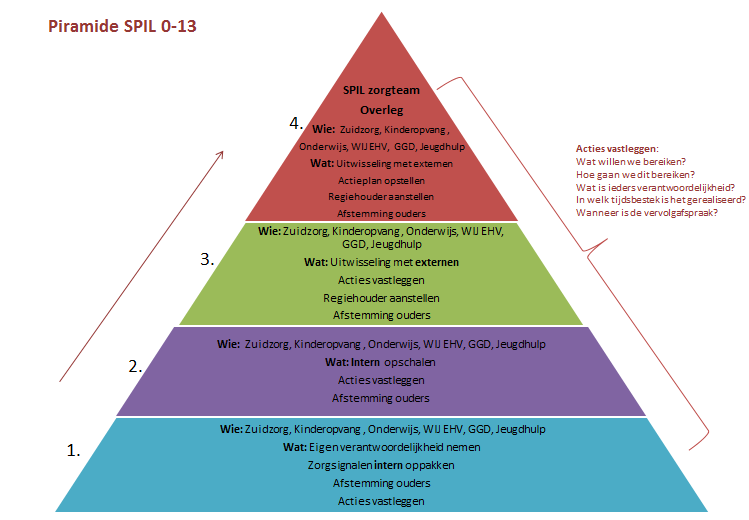 Piramide SPIL 0-13
SPIL zorgteam
Overleg
4.
Wie: Zuidzorg, Kinderopvang ,
Onderwijs, WIJ EHV, GGD, Jeugdhulp
Wat: Uitwisseling met externen
Actieplan opstellen
Regiehouder aanstellen
Afstemming ouders
Acties vastleggen:
Wat willen we bereiken?
Hoe gaan we dit bereiken?
Wat is ieders verantwoordelijkheid?
In welk tijdsbestek is het gerealiseerd?
Wanneer is de vervolgafspraak?
3.
Wie: Zuidzorg, Kinderopvang , Onderwijs, WIJ EHV,
GGD, Jeugdhulp
Wat: Uitwisseling met externen
Acties vastleggen
Regiehouder aanstellen
Afstemming ouders
2.
Wie: Zuidzorg, Kinderopvang , Onderwijs, WIJ EHV, GGD, Jeugdhulp
Wat: Intern opschalen
Acties vastleggen
Afstemming ouders
1.
Wie: Zuidzorg, Kinderopvang , Onderwijs, WIJ EHV, GGD, Jeugdhulp
Wat: Eigen verantwoordelijkheid nemen
Zorgsignalen intern oppakken
Afstemming ouders
Acties vastleggen